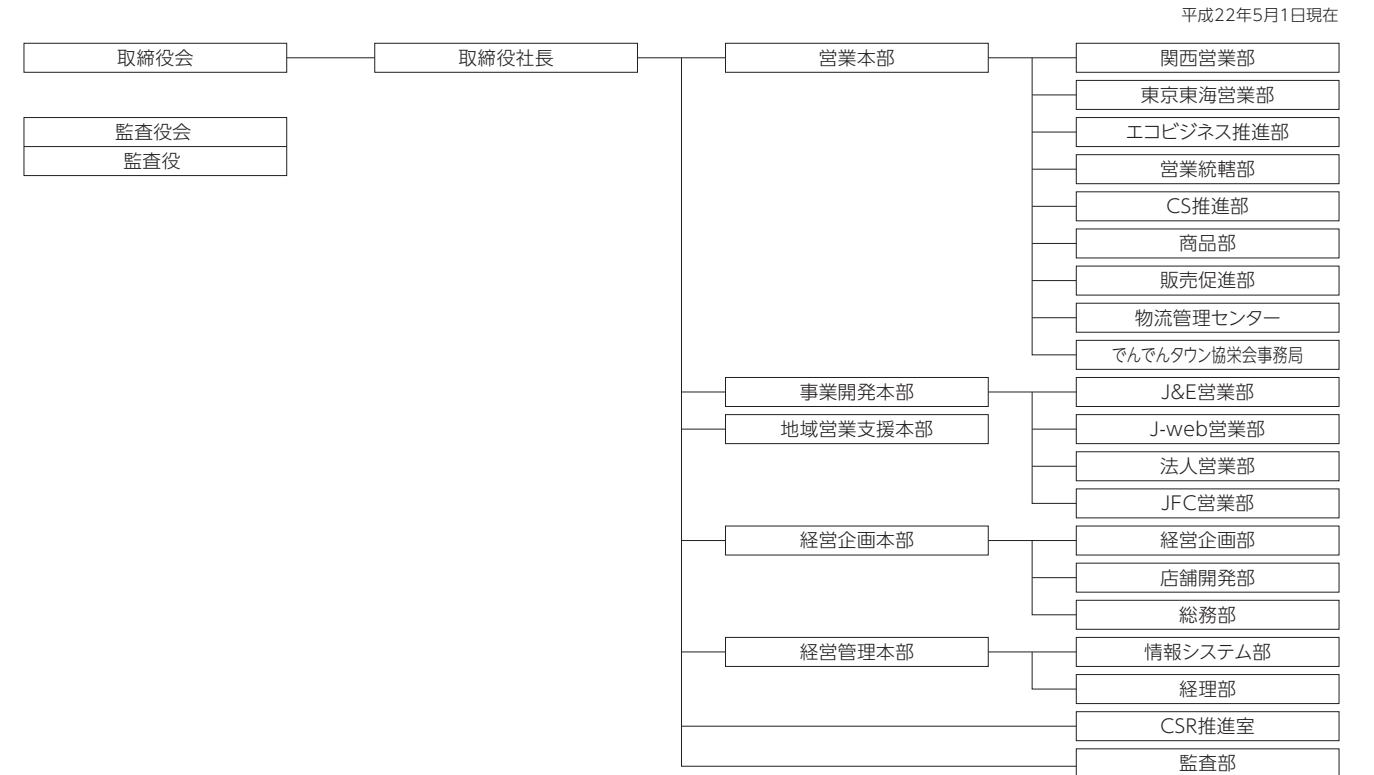 平成22年5月1日現在
取締役会
取締役社長
営業本部
関西営業部
東京東海営業部
監査役会
エコビジネス推進部
監査役
営業統轄部
CS推進部
商品部
販売促進部
物流管理センター
でんでんタウン協栄会事務局
事業開発本部
J&E営業部
地域営業支援本部
J-web営業部
法人営業部
JFC営業部
経営企画本部
経営企画部
店舗開発部
総務部
経営管理本部
情報システム部
経理部
CSR推進室
監査部